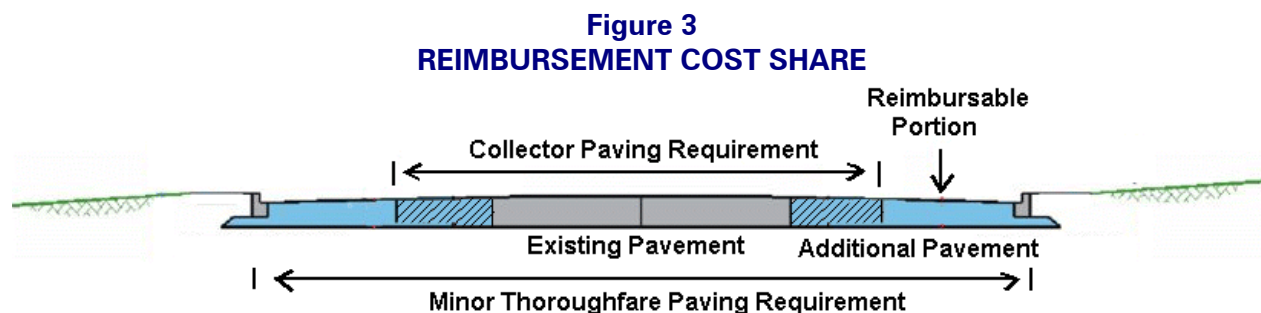 Figure 3
REIMBURSEMENT COST SHARE
Reimbursable
Portion
Collector Paving Requirement
Existing Pavement
Additional Pavement
Minor Thoroughfare Paving Requirement